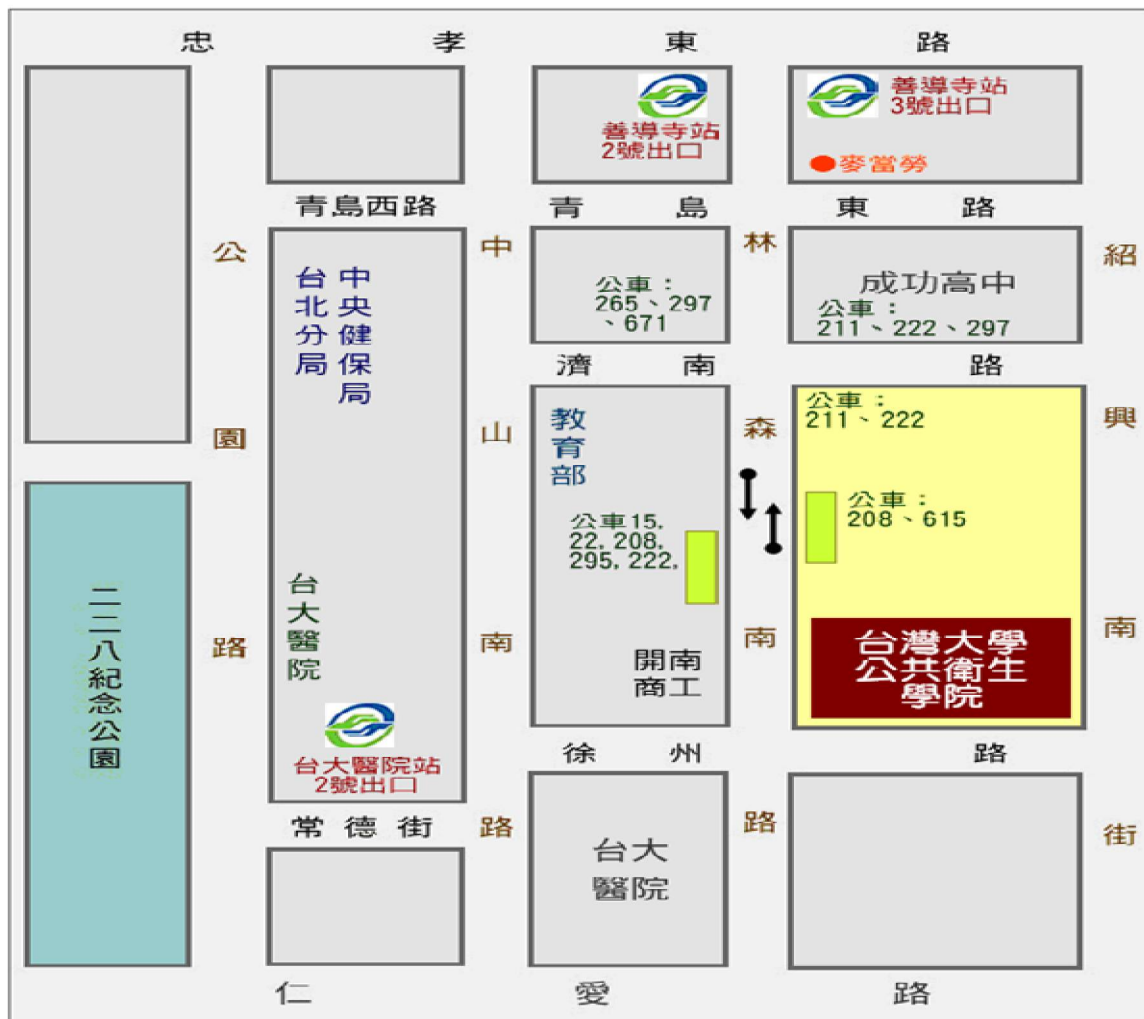 忠孝東路
善導寺站
2號出口
善導寺站
3號出口
麥當勞
青島西路
青島東路
公園路
中山南路
林森南路
紹興南街
中央健保局
台北分局
公車：
265、297
、671
成功高中
公車：
211、222、297
濟南路
教育部
公車：
211、222
公車15,
22, 208,
295, 222,
公車：
208、615
二二八紀念公園
台大醫院
開南
商工
台灣大學
公共衛生
學院
台大醫院站
2號出口
徐州路
常德街
台大
醫院
仁愛路